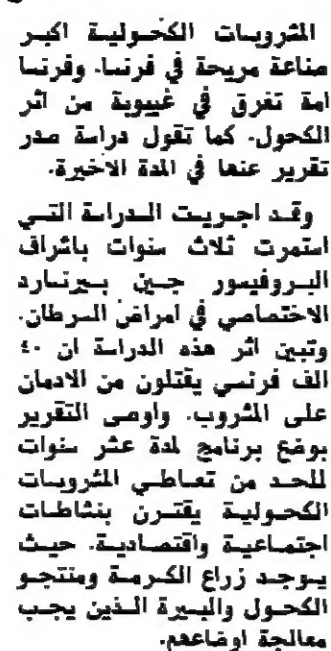 المشروبات الكحولية اكبر
صناعة مربحة في فرنسا. وفرنسا
امة تغرق في غيبوبة من اثر
الكحول. كما تقول دراسة صدر
تقرير عنها في المدة الاخيرة.
وقد اجريت الدراسة التي
استمرت ثلاث سنوات باشراف
البروفيسور جين بيرنارد
الاختصاصي في امراض السرطان.
وتبين اثر هذه الدراسة ان ٤٠
الف فرنسي يقتلون من الادمان
على المشروب. واوصى التقرير
بوضع برنامج لمدة عشر سنوات
للحد من تعاطي المشروبات
الكحولية يقترن بنشاطات
اجتماعية واقتصادية. حيث
يوجد زراع الكرمة ومنتجو
الكحول والبيرة الذين يجب
معالجة اوضاعهم.